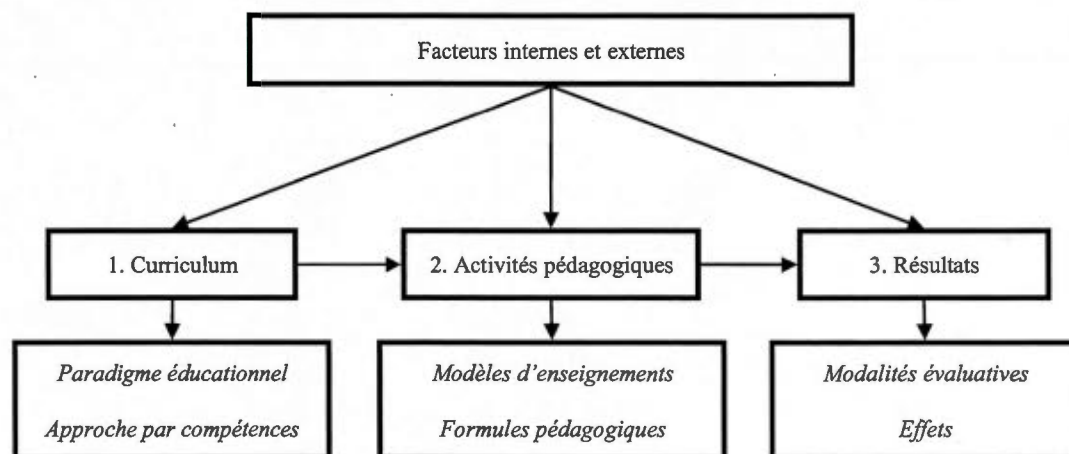 Facteurs internes et externes
1. Curriculum
2. Activités pédagogiques
3. Résultats
Paradigme éducationnel
Approche par compétences
Modèles d'enseignements
Formules pédagogiques
Modalités évaluatives
Effets